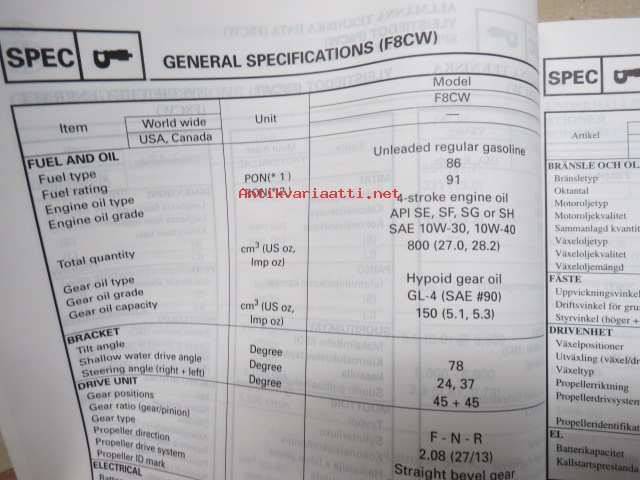 SPEC
GENERAL SPECIFICATIONS (F8CW)
Item
World wide
USA, Canada
Unit
Model
F8CW
—
FUEL AND OIL
Fuel type
Unleaded regular gasoline
Fuel rating
PON(* 1)
86
91
Engine oil type
4-stroke engine oil
Engine oil grade
API SE, SF, SG or SH
SAE 10W-30, 10W-40
Total quantity
cm3 (US oz,
Imp oz)
800 (27.0, 28.2)
Gear oil type
Hypoid gear oil
Gear oil grade
GL-4 (SAE #90)
Gear oil capacity
cm3 (US oz,
Imp oz)
150 (5.1, 5.3)
BRACKET
Tilt angle
Degree
78
Shallow water drive angle
Degree
24, 37
Steering angle (right + left)
Degree
45 + 45
DRIVE UNIT
Gear positions
F - N - R
Gear ratio (gear/pinion)
2.08 (27/13)
Gear type
Straight bevel gear
Propeller direction
Propeller drive system
Propeller ID mark
ELECTRICAL
Antikvariaatti.net
SPEC
Artikel
BRÄNSLE OCH OL
Bränsletyp
Oktantal
Motoroljetyp
Motoroljekvalitet
Sammanlagd kvantit
Växeloljetyp
Växeloljekvalitet
Växeloljemängd
FÄSTE
Uppvickningsvinkel
Driftsvinkel för gru
Styrvinkel (höger +
DRIVENHET
Växelpositioner
Utväxling (växel/dr
Växeltyp
Propellerriktning
Propellerdrivsystem
Propelleridentifikat
EL
Batterikapacitet
Kallstartsprestanda